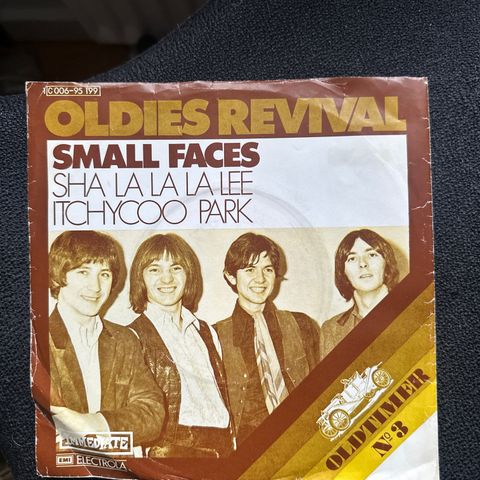 1C 006-95 199
OLDIES REVIVAL
SMALL FACES
SHA LA LA LA LEE
ITCHYCOO PARK
IMMEDIATE
EMI ELECTROLA
OLDTIMER
Nº 3